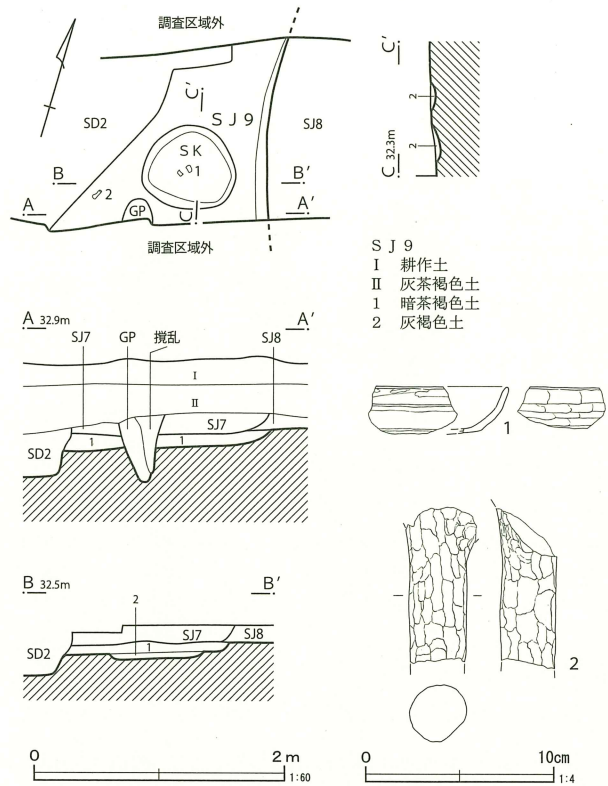 調査区域外
SD2
SJ9
SJ8
SK
1
2
GP
B
B′
A
A′
C′
C
調査区域外
C′
2
2
C 32.3m
SJ9
Ⅰ 耕作土
Ⅱ 灰茶褐色土
1 暗茶褐色土
2 灰褐色土
A 32.9m
A′
SJ7 GP 撹乱 SJ8
Ⅰ
Ⅱ
SJ7
SD2
1
1
B 32.5m
B′
2
SD2
SJ7
SJ8
1
0 2m
1:60
1
2
0 10cm
1:4